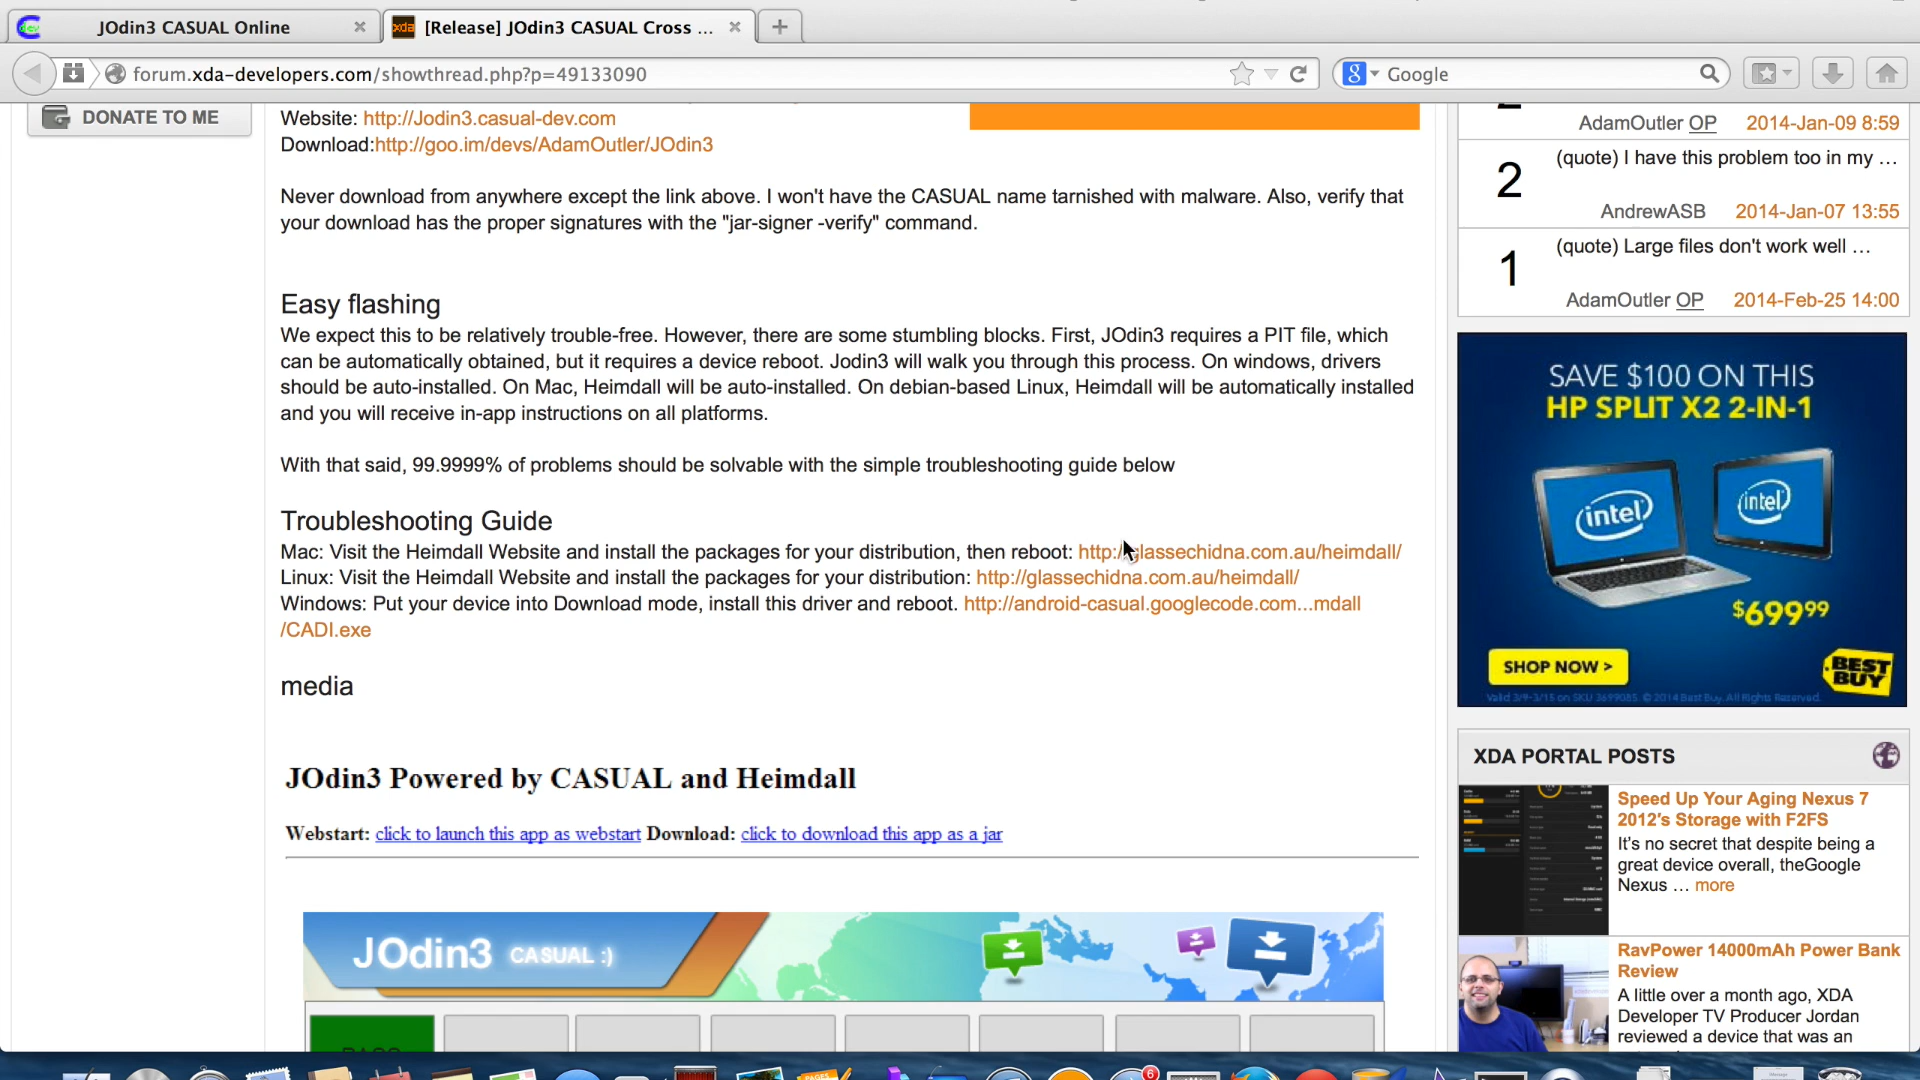 JOdin3 CASUAL Online
[Release] JOdin3 CASUAL Cross ...
forum.xda-developers.com/showthread.php?p=49133090
Google
DONATE TO ME
Website: http://Jodin3.casual-dev.com
Download:http://goo.im/devs/AdamOutler/JOdin3
Never download from anywhere except the link above. I won't have the CASUAL name tarnished with malware. Also, verify that
your download has the proper signatures with the "jar-signer -verify" command.
Easy flashing
We expect this to be relatively trouble-free. However, there are some stumbling blocks. First, JOdin3 requires a PIT file, which
can be automatically obtained, but it requires a device reboot. Jodin3 will walk you through this process. On windows, drivers
should be auto-installed. On Mac, Heimdall will be auto-installed. On debian-based Linux, Heimdall will be automatically installed
and you will receive in-app instructions on all platforms.
With that said, 99.9999% of problems should be solvable with the simple troubleshooting guide below
Troubleshooting Guide
Mac: Visit the Heimdall Website and install the packages for your distribution, then reboot: http://glassechidna.com.au/heimdall/
Linux: Visit the Heimdall Website and install the packages for your distribution: http://glassechidna.com.au/heimdall/
Windows: Put your device into Download mode, install this driver and reboot. http://android-casual.googlecode.com...mdall
/CADI.exe
media
JOdin3 Powered by CASUAL and Heimdall
Webstart: click to launch this app as webstart Download: click to download this app as a jar
JOdin3 CASUAL :)
AdamOutler OP 2014-Jan-09 8:59
2
(quote) I have this problem too in my ...
AndrewASB 2014-Jan-07 13:55
1
(quote) Large files don't work well ...
AdamOutler OP 2014-Feb-25 14:00
SAVE $100 ON THIS
HP SPLIT X2 2-IN-1
intel
intel
$699.99
SHOP NOW >
BEST BUY
Valid 3/9-3/15 on SKU 3699085. © 2014 Best Buy. All Rights Reserved.
XDA PORTAL POSTS
Speed Up Your Aging Nexus 7
2012's Storage with F2FS
It's no secret that despite being a
great device overall, theGoogle
Nexus ... more
RavPower 14000mAh Power Bank
Review
A little over a month ago, XDA
Developer TV Producer Jordan
reviewed a device that was an
6